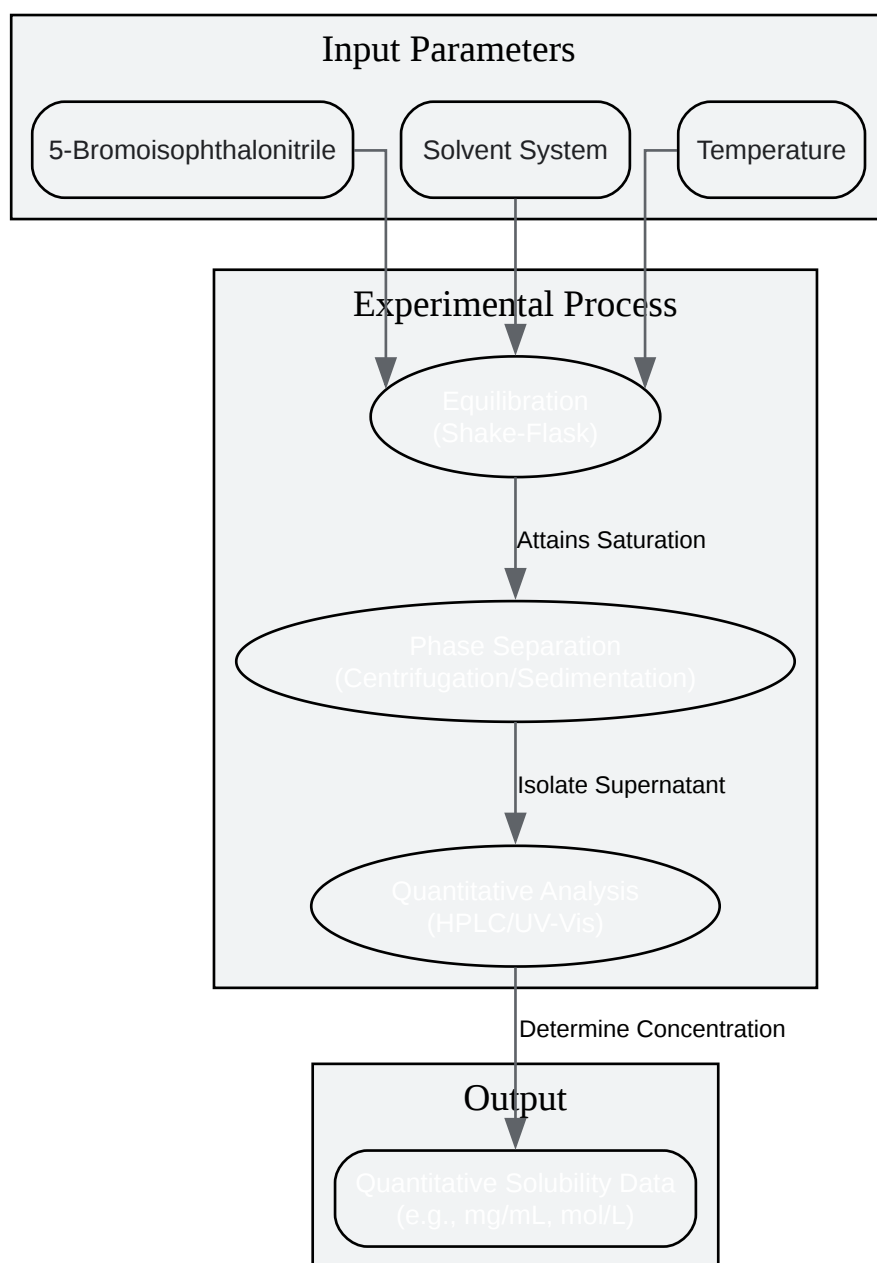 Input Parameters
5-Bromoisophthalonitrile
Solvent System
Temperature
Experimental Process
Equilibration
(Shake-Flask)
Attains Saturation
Phase Separation
(Centrifugation/Sedimentation)
Isolate Supernatant
Quantitative Analysis
(HPLC/UV-Vis)
Determine Concentration
Output
Quantitative Solubility Data
(e.g., mg/mL, mol/L)